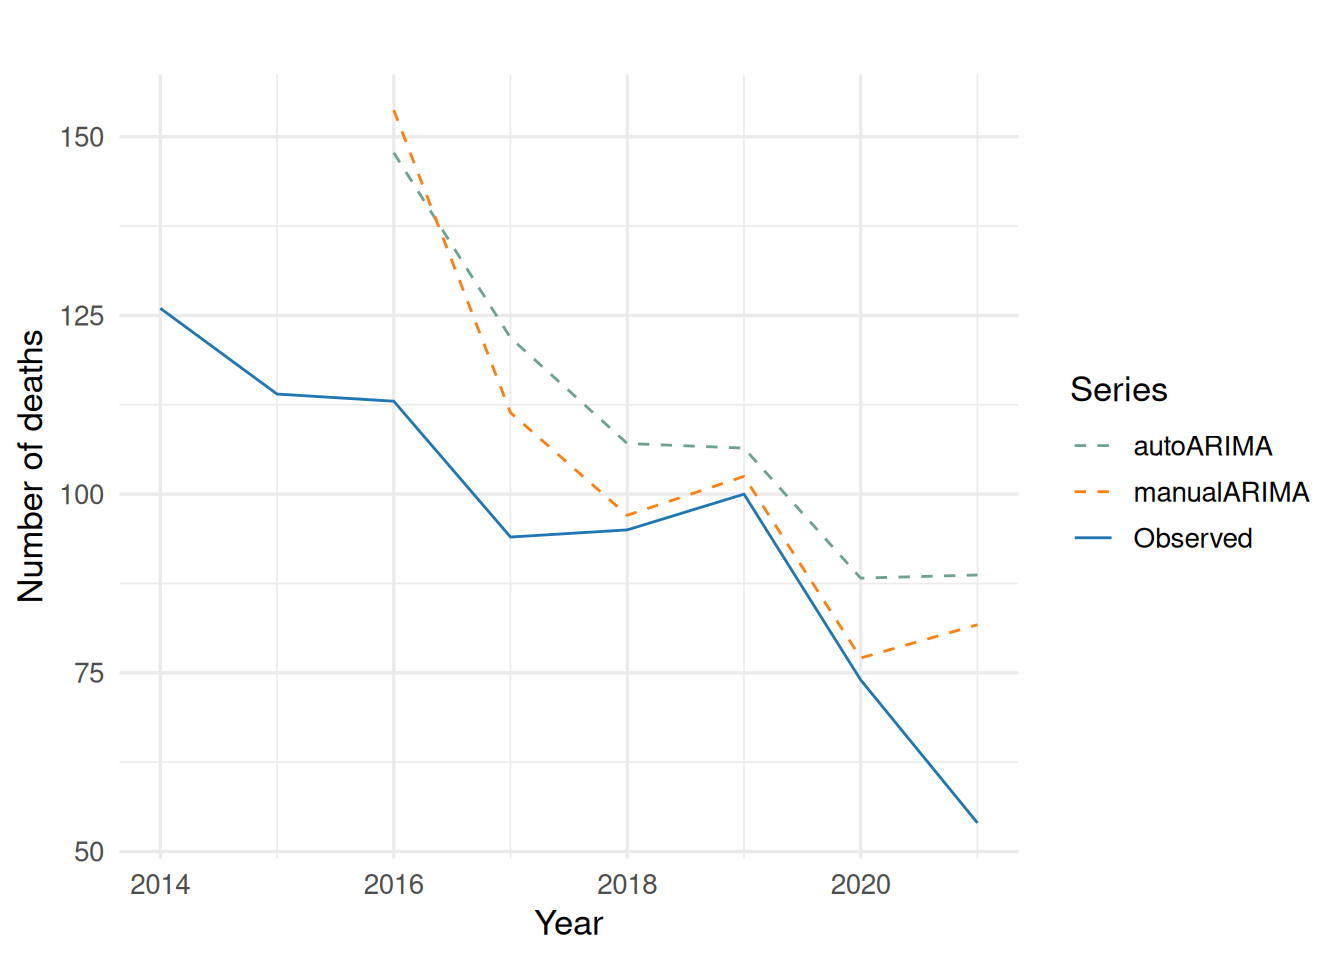 150
125
100
75
50
Number of deaths
2014 2016 2018 2020
Year
Series
autoARIMA
manualARIMA
Observed